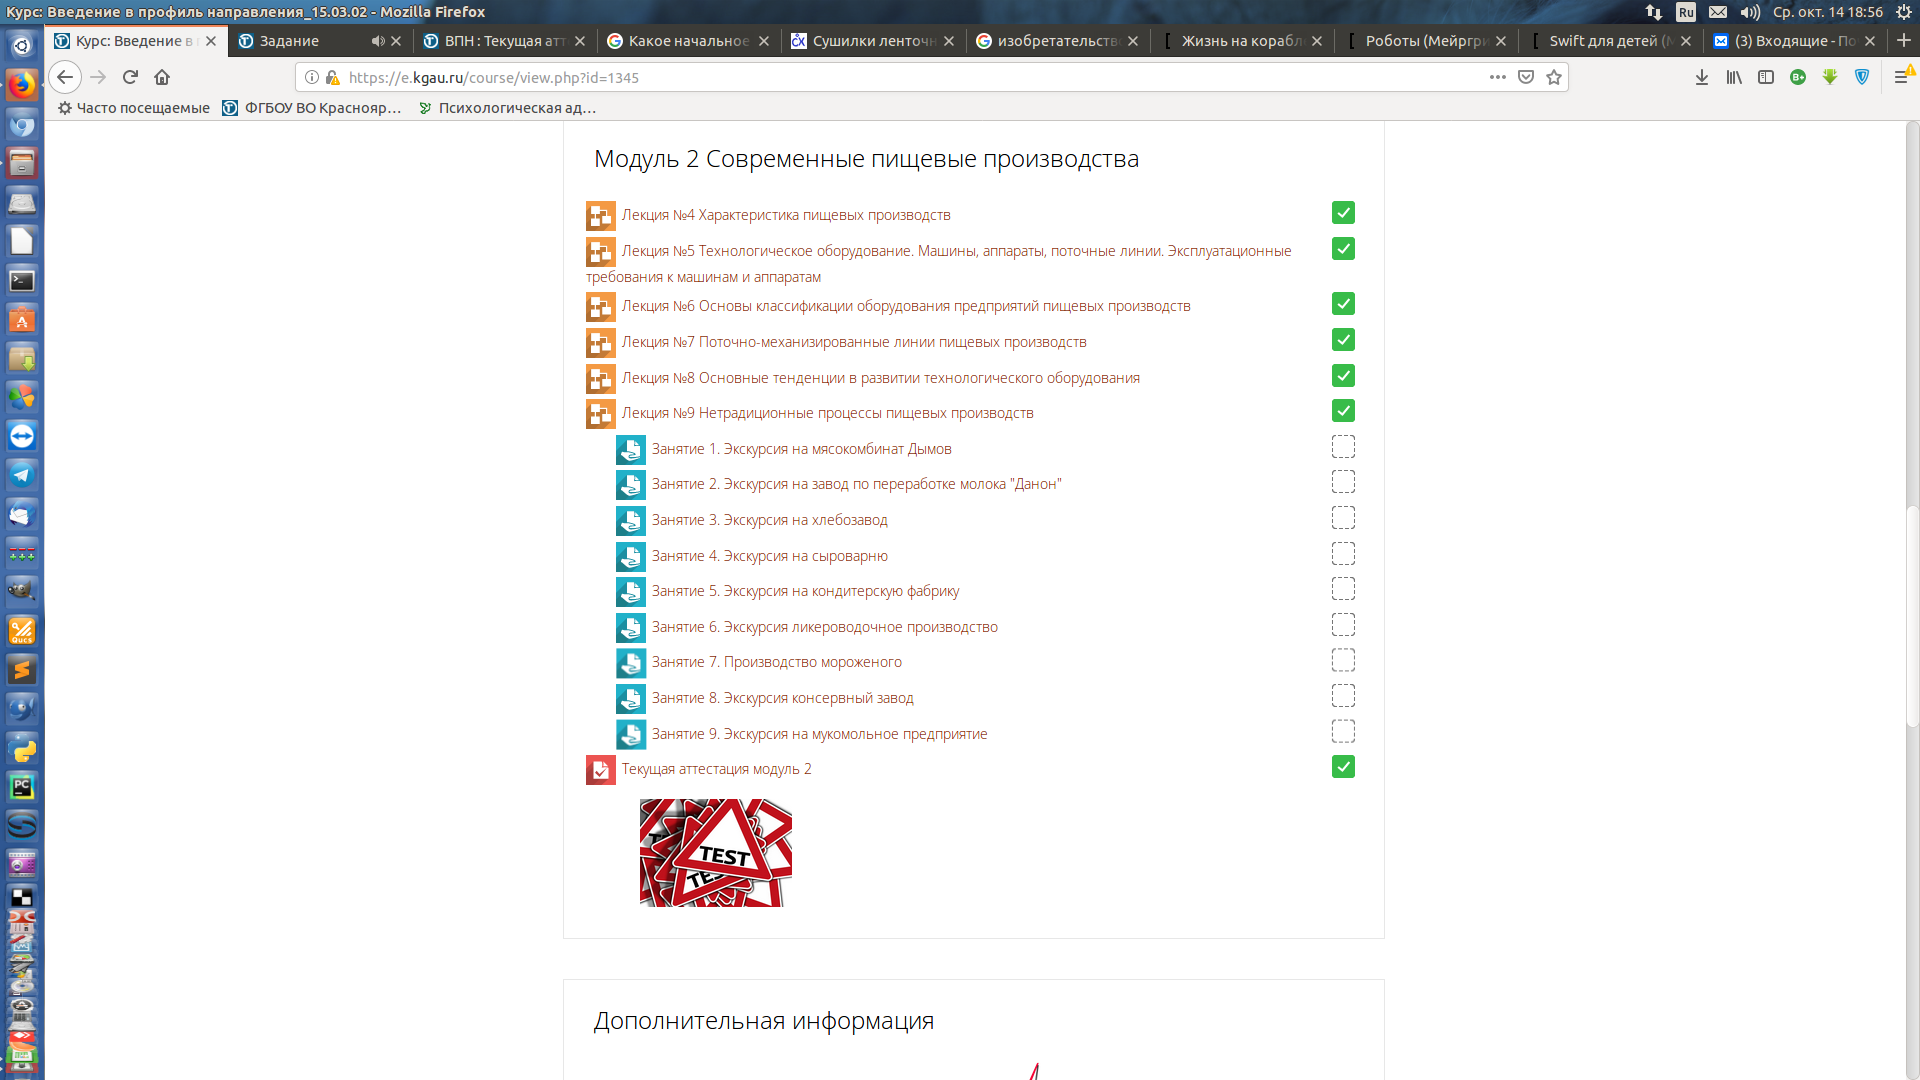 Курс: Введение в профиль направления_15.03.02 - Mozilla Firefox
Ru
Ср. окт. 14 18:56
Курс: Введение в
Задание
ВПН : Текущая атт
Какое начальное
Сушилки ленточн
изобретательств
Жизнь на корабл
Роботы (Мейргри
Swift для детей (М
(3) Входящие - По
https://e.kgau.ru/course/view.php?id=1345
Часто посещаемые
ФГБОУ ВО Краснояр…
Психологическая ад…
Модуль 2 Современные пищевые производства
Лекция №4 Характеристика пищевых производств
Лекция №5 Технологическое оборудование. Машины, аппараты, поточные линии. Эксплуатационные
требования к машинам и аппаратам
Лекция №6 Основы классификации оборудования предприятий пищевых производств
Лекция №7 Поточно-механизированные линии пищевых производств
Лекция №8 Основные тенденции в развитии технологического оборудования
Лекция №9 Нетрадиционные процессы пищевых производств
Занятие 1. Экскурсия на мясокомбинат Дымов
Занятие 2. Экскурсия на завод по переработке молока "Данон"
Занятие 3. Экскурсия на хлебозавод
Занятие 4. Экскурсия на сыроварню
Занятие 5. Экскурсия на кондитерскую фабрику
Занятие 6. Экскурсия ликероводочное производство
Занятие 7. Производство мороженого
Занятие 8. Экскурсия консервный завод
Занятие 9. Экскурсия на мукомольное предприятие
Текущая аттестация модуль 2
TEST
Дополнительная информация